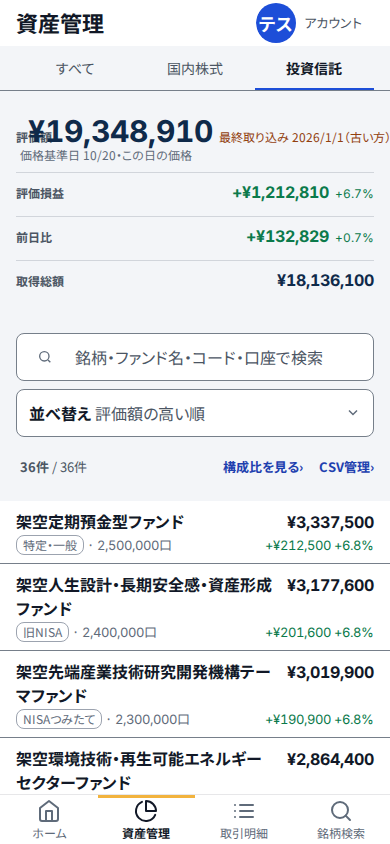 資産管理
テス アカウント
すべて 国内株式 投資信託
評価額 ¥19,348,910 最終取り込み 2026/1/1(古い方)
価格基準日 10/20・この日の価格
評価損益 +¥1,212,810 +6.7%
前日比 +¥132,829 +0.7%
取得総額 ¥18,136,100
銘柄・ファンド名・コード・口座で検索
並べ替え 評価額の高い順
36件 / 36件 構成比を見る› CSV管理›
架空定期預金型ファンド ¥3,337,500
特定・一般 · 2,500,000口 +¥212,500 +6.8%
架空人生設計・長期安全感・資産形成 ¥3,177,600
ファンド
旧NISA · 2,400,000口 +¥201,600 +6.8%
架空先端産業技術研究開発機構テー ¥3,019,900
マファンド
NISAつみたて · 2,300,000口 +¥190,900 +6.8%
架空環境技術・再生可能エネルギー ¥2,864,400
セクターファンド
ホーム 資産管理 取引明細 銘柄検索